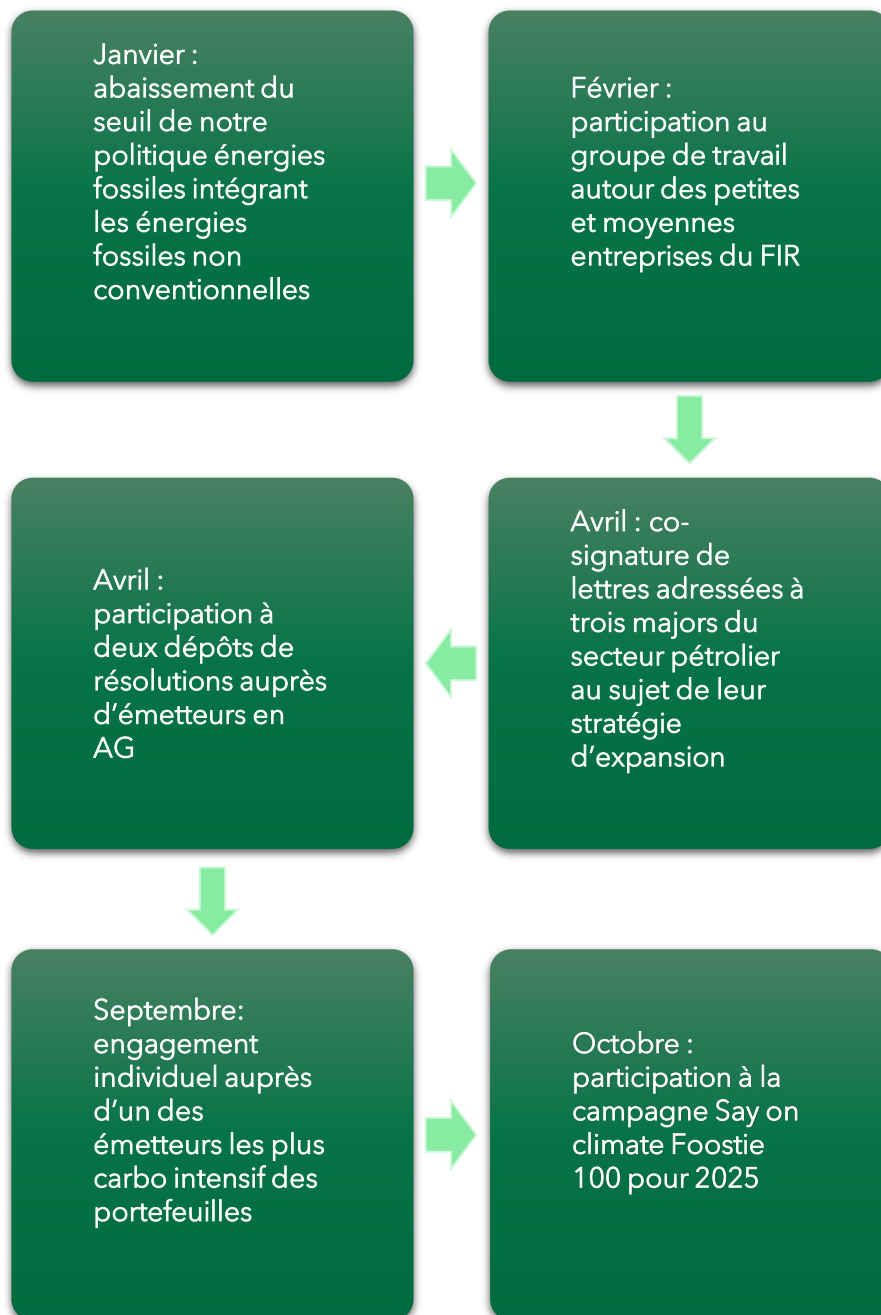 Janvier :
abaissement du
seuil de notre
politique énergies
fossiles intégrant
les énergies
fossiles non
conventionnelles
Février :
participation au
groupe de travail
autour des petites
et moyennes
entreprises du FIR
Avril : co-
signature de
lettres adressées à
trois majors du
secteur pétrolier
au sujet de leur
stratégie
d’expansion
Avril :
participation à
deux dépôts de
résolutions auprès
d’émetteurs en
AG
Septembre:
engagement
individuel auprès
d’un des
émetteurs les plus
carbo intensif des
portefeuilles
Octobre :
participation à la
campagne Say on
climate Foostie
100 pour 2025